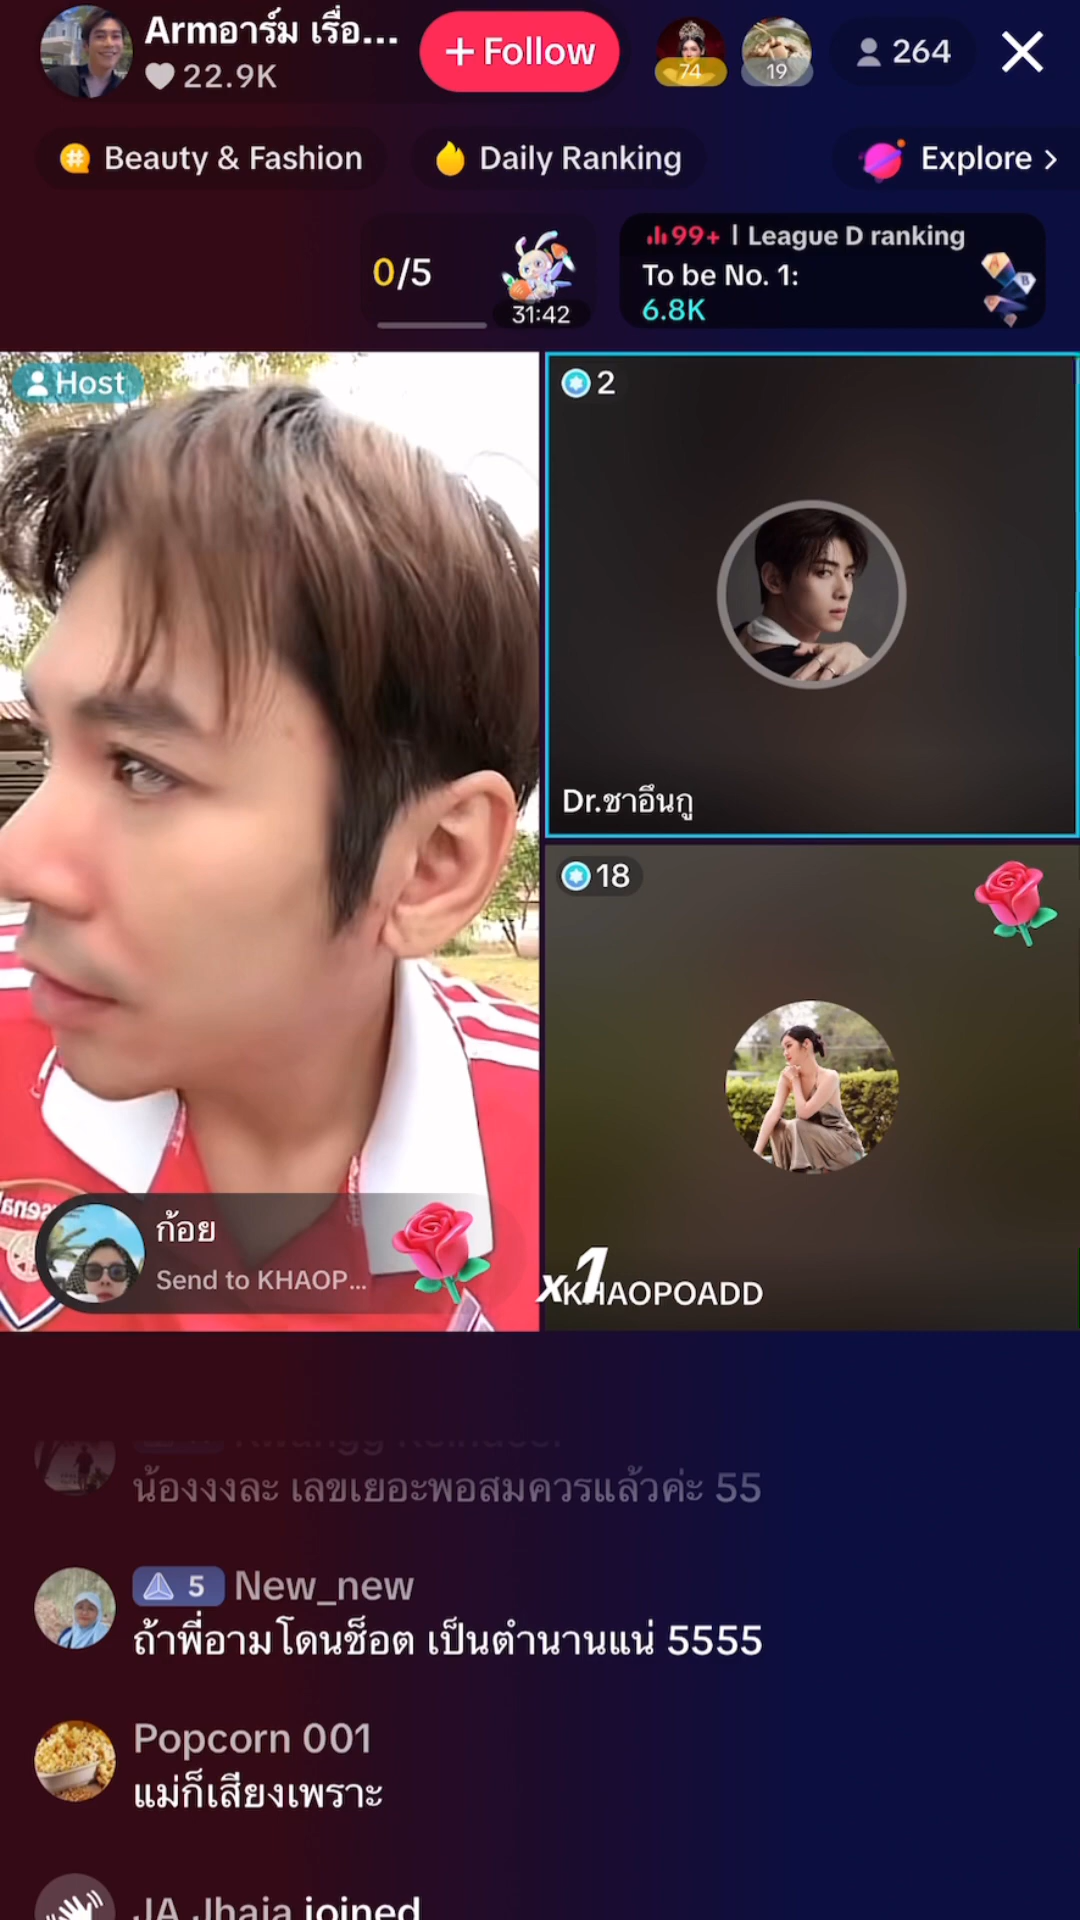 Armอาร์ม เรื่อ...
22.9K
+ Follow
74
19
264
Beauty & Fashion
Daily Ranking
Explore >
0/5
31:42
99+ | League D ranking
To be No. 1:
6.8K
Host
2
Dr.ชาอึนกู
18
ก้อย
Send to KHAOP...
x1
KHAOPOADD
น้องงงละ เลขเยอะพอสมควรแล้วค่ะ 55
5 New_new
ถ้าพี่อามโดนช็อต เป็นตำนานแน่ 5555
Popcorn 001
แม่ก็เสียงเพราะ
JA Jhaja joined